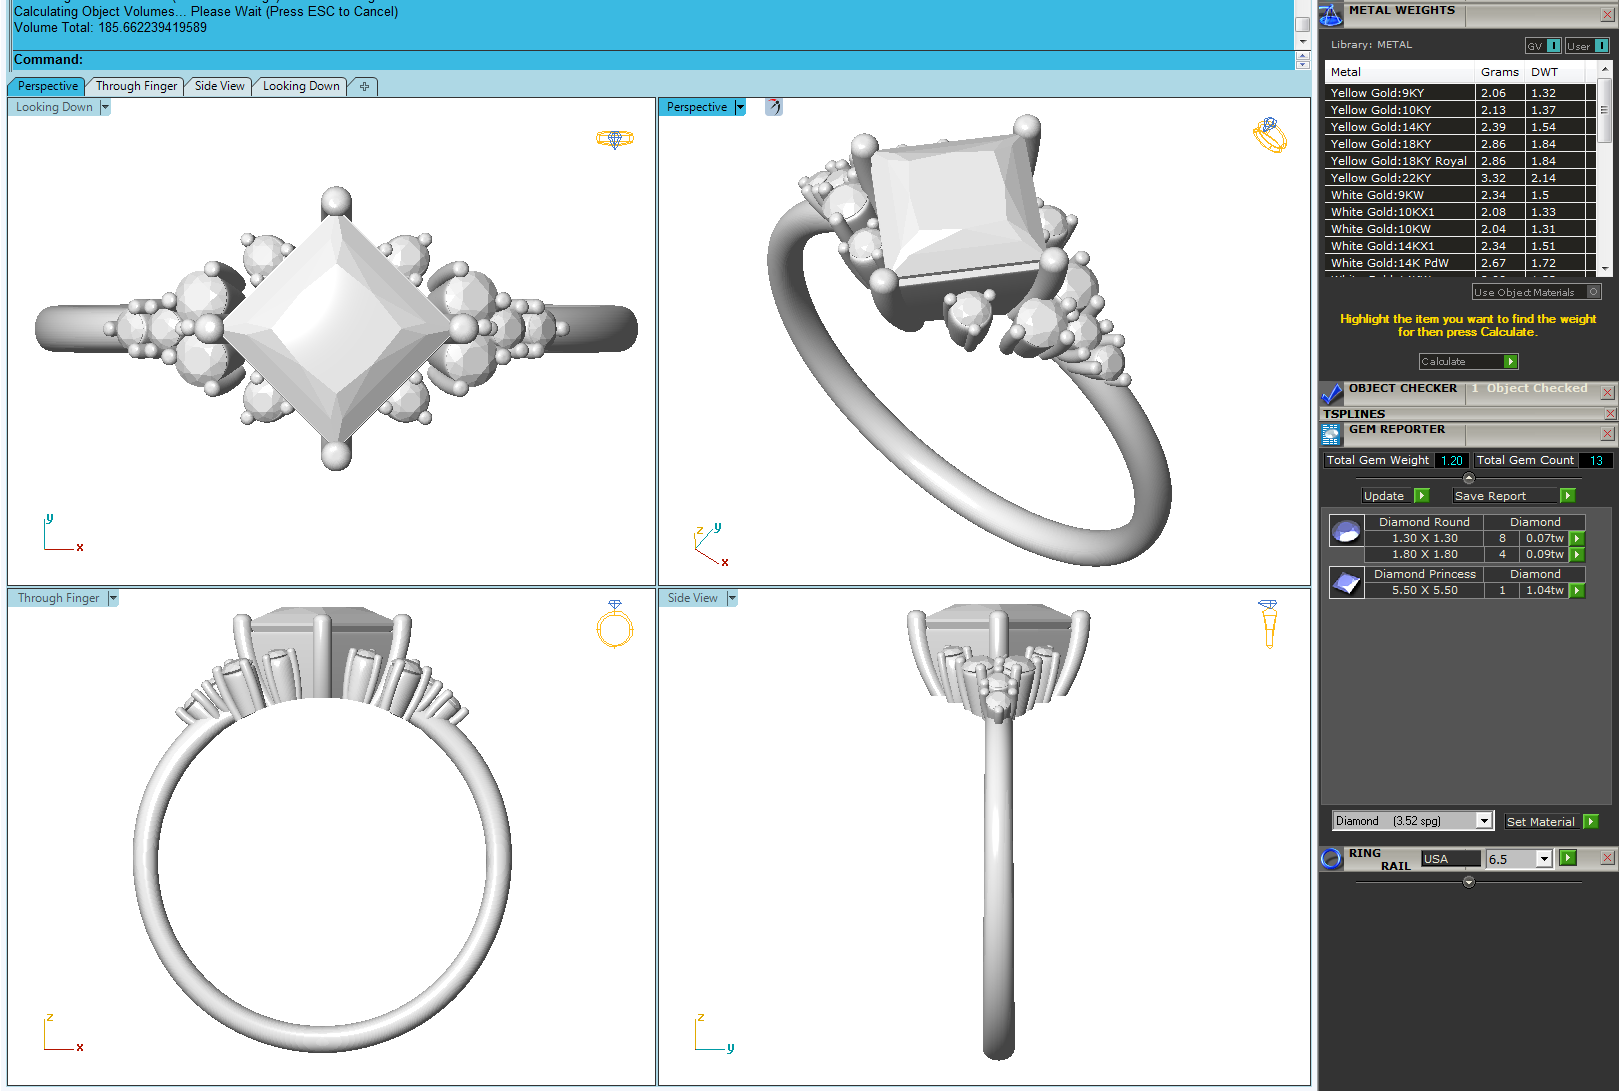 Calculating Object Volumes... Please Wait (Press ESC to Cancel)
Volume Total: 185.662239419589
Command:
Perspective
Through Finger
Side View
Looking Down
Looking Down
y
x
Perspective
z
y
x
Through Finger
z
x
Side View
z
y
METAL WEIGHTS
Library: METAL
GV I
User I
Metal Grams DWT
Yellow Gold:9KY 2.06 1.32
Yellow Gold:10KY 2.13 1.37
Yellow Gold:14KY 2.39 1.54
Yellow Gold:18KY 2.86 1.84
Yellow Gold:18KY Royal 2.86 1.84
Yellow Gold:22KY 3.32 2.14
White Gold:9KW 2.34 1.5
White Gold:10KX1 2.08 1.33
White Gold:10KW 2.04 1.31
White Gold:14KX1 2.34 1.51
White Gold:14K PdW 2.67 1.72
Use Object Materials
Highlight the item you want to find the weight
for then press Calculate.
Calculate
OBJECT CHECKER 1 Object Checked
TSPLINES
GEM REPORTER
Total Gem Weight 1.20 Total Gem Count 13
Update Save Report
Diamond Round Diamond
1.30 X 1.30 8 0.07tw
1.80 X 1.80 4 0.09tw
Diamond Princess Diamond
5.50 X 5.50 1 1.04tw
Diamond (3.52 spg) Set Material
RING RAIL USA 6.5